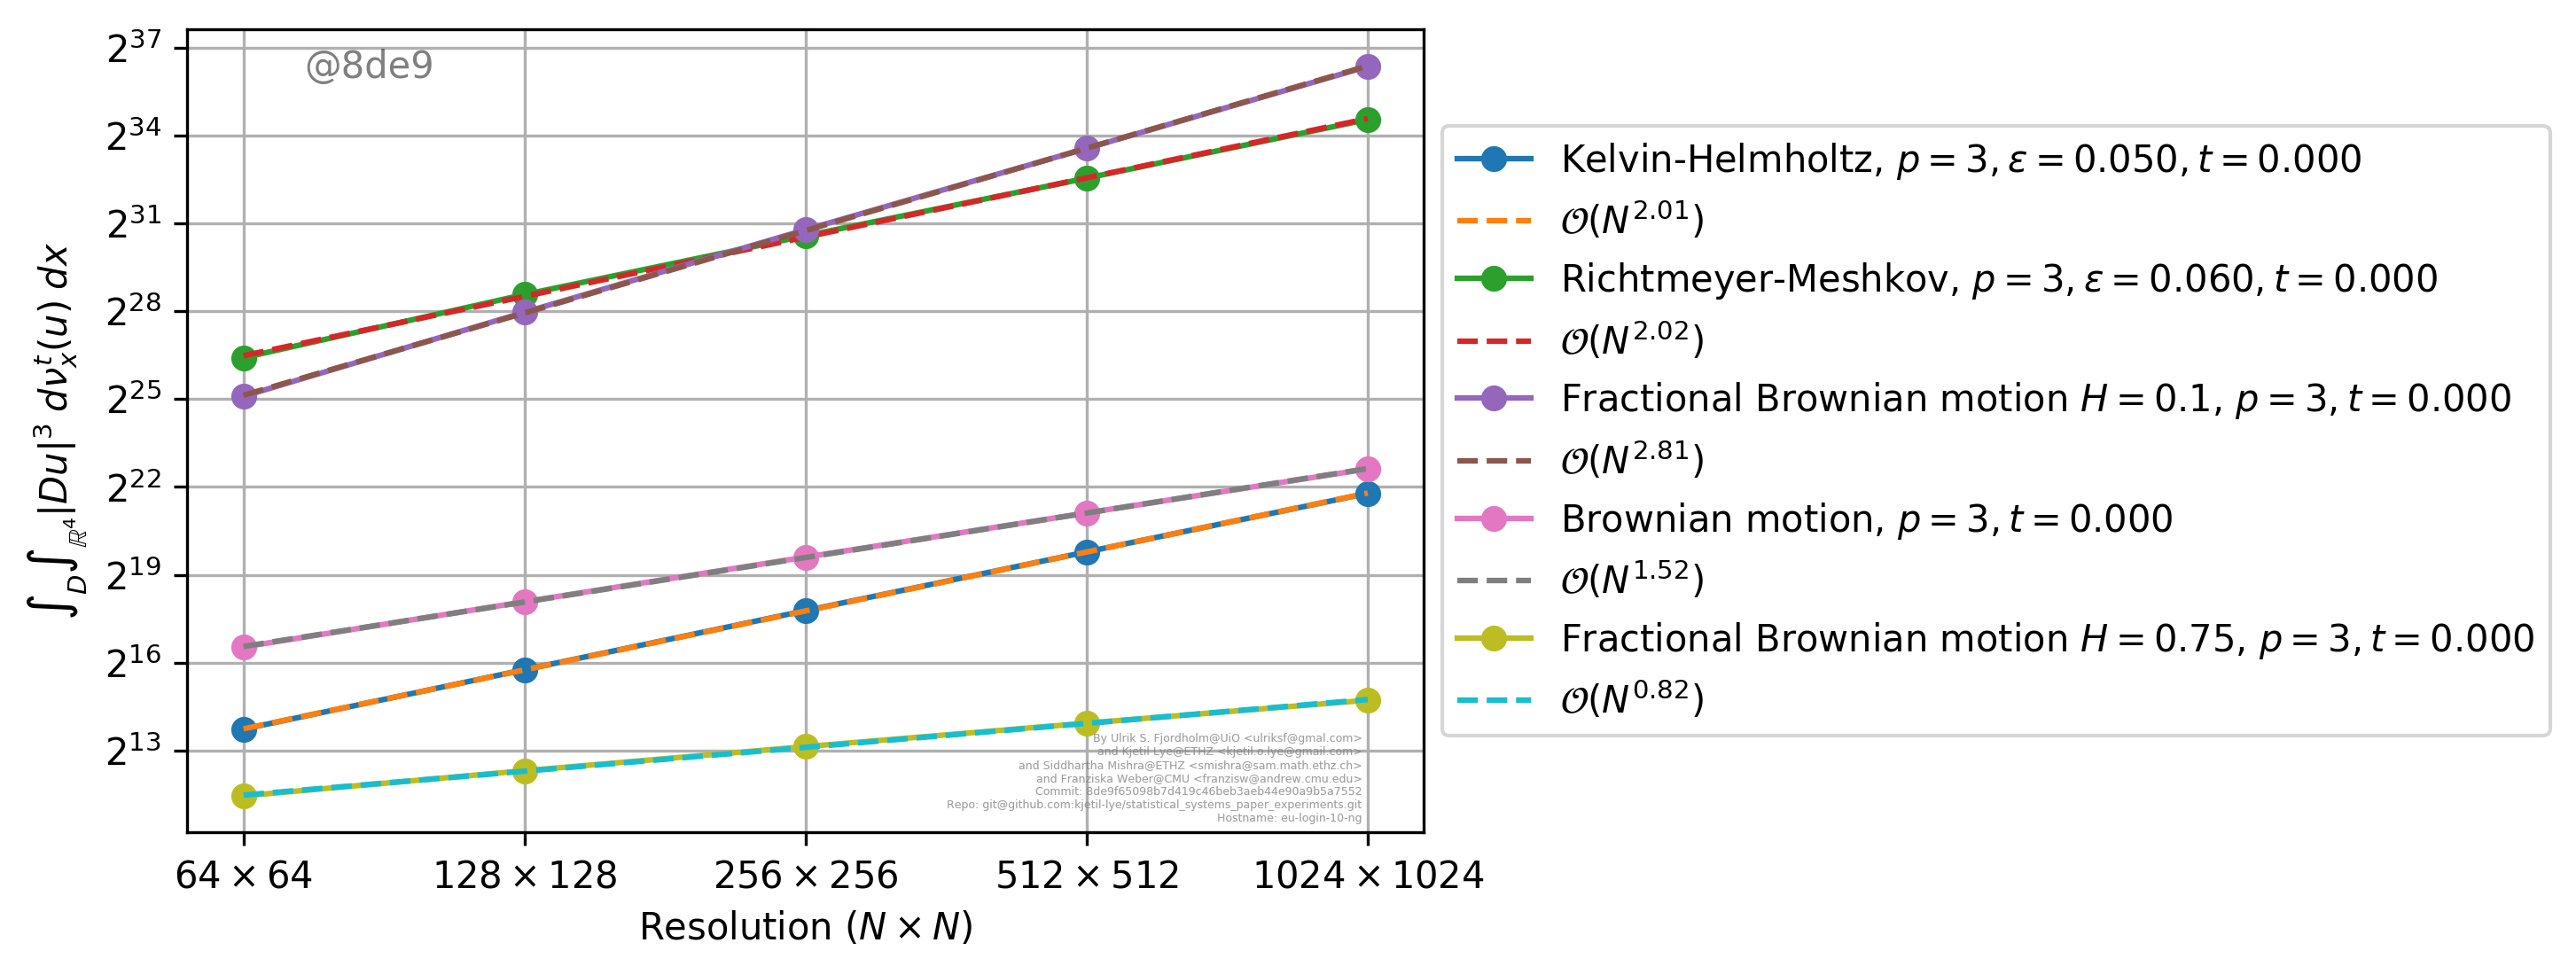 @8de9
2^37
2^34
2^31
2^28
2^25
2^22
2^19
2^16
2^13
∫_D ∫_{ℝ^4} |Du|^3 dν_x^t(u) dx
64 × 64
128 × 128
256 × 256
512 × 512
1024 × 1024
Resolution (N × N)
By Ulrik S. Fjordholm@UiO <ulriksf@gmal.com>
and Kjetil Lye@ETHZ <kjetil.o.lye@gmail.com>
and Siddhartha Mishra@ETHZ <smishra@sam.math.ethz.ch>
and Franziska Weber@CMU <franzisw@andrew.cmu.edu>
Commit: 8de9f65098b7d419c46beb3aeb44e90a9b5a7552
Repo: git@github.com:kjetil-lye/statistical_systems_paper_experiments.git
Hostname: eu-login-10-ng
Kelvin-Helmholtz, p = 3, ε = 0.050, t = 0.000
𝒪(N^2.01)
Richtmeyer-Meshkov, p = 3, ε = 0.060, t = 0.000
𝒪(N^2.02)
Fractional Brownian motion H = 0.1, p = 3, t = 0.000
𝒪(N^2.81)
Brownian motion, p = 3, t = 0.000
𝒪(N^1.52)
Fractional Brownian motion H = 0.75, p = 3, t = 0.000
𝒪(N^0.82)